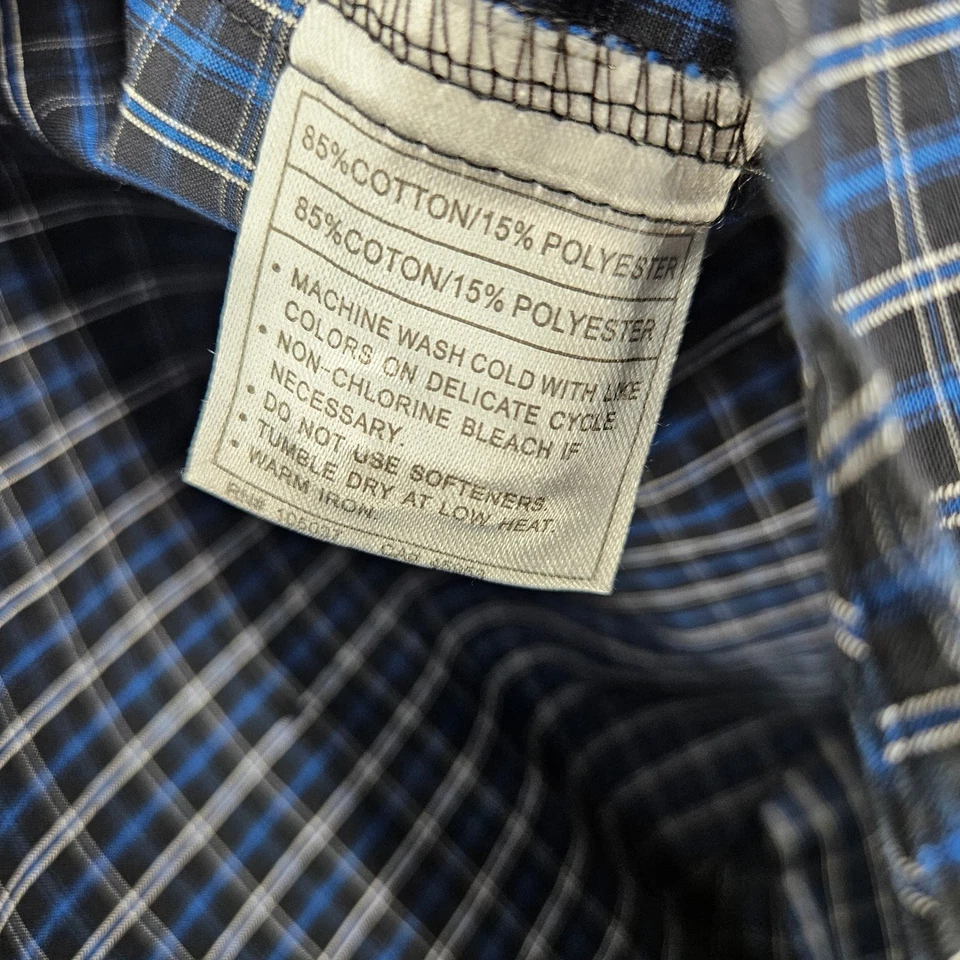 85%COTTON/15% POLYESTER
85%COTON/15% POLYESTER
• MACHINE WASH COLD WITH LIKE
COLORS ON DELICATE CYCLE.
• NON-CHLORINE BLEACH IF
NECESSARY.
• DO NOT USE SOFTENERS.
• TUMBLE DRY AT LOW HEAT.
• WARM IRON.